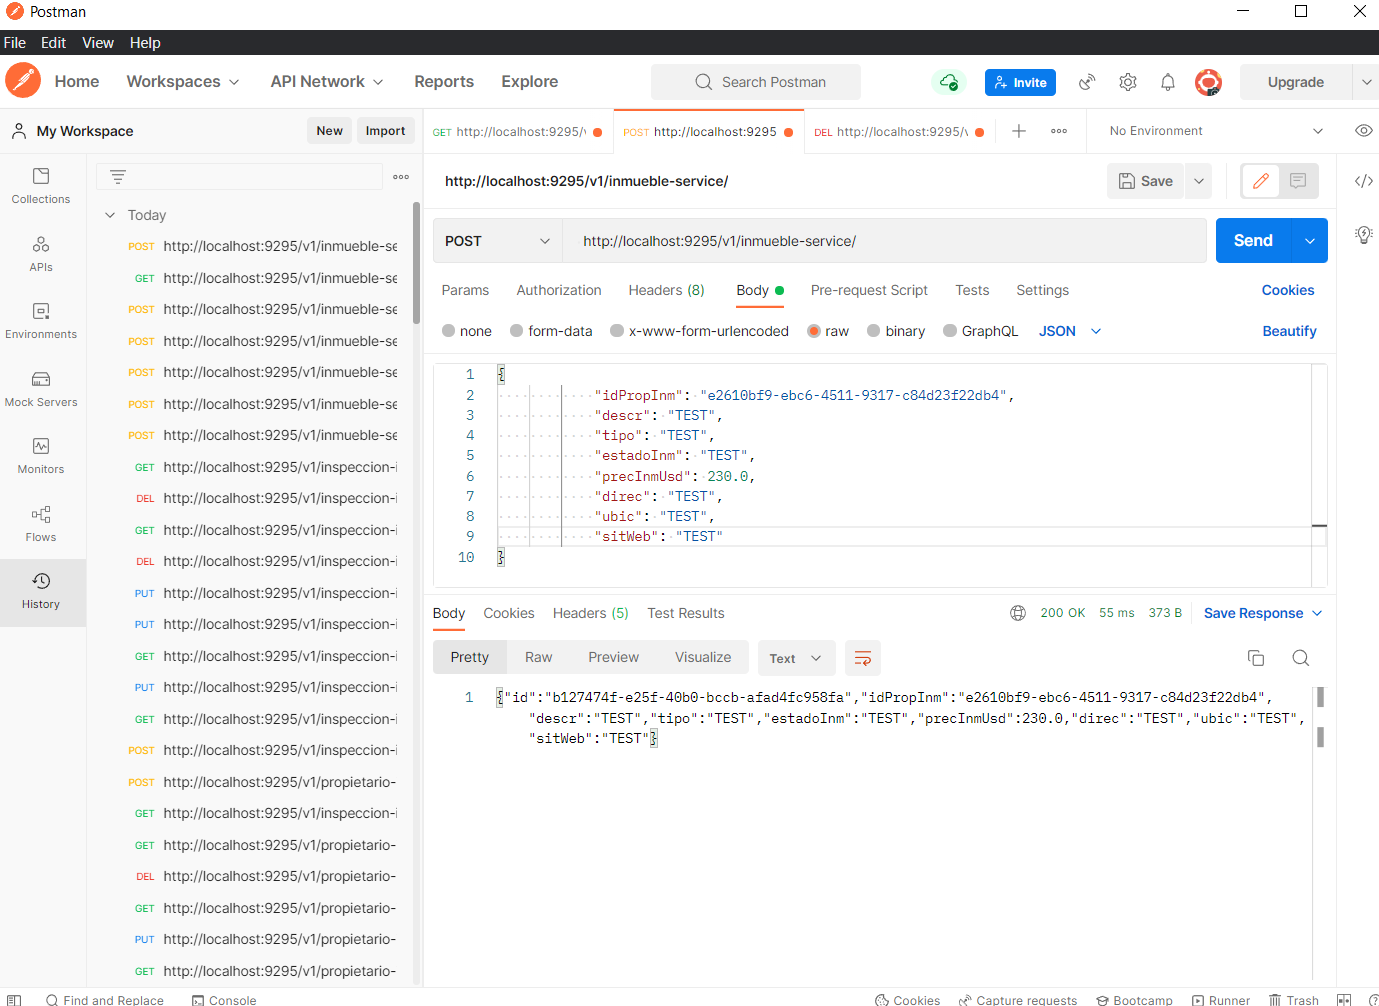 Postman
File Edit View Help
Home Workspaces API Network Reports Explore Search Postman Invite Upgrade
My Workspace New Import
GET http://localhost:9295/v POST http://localhost:9295 DEL http://localhost:9295/v No Environment
http://localhost:9295/v1/inmueble-service/ Save
POST http://localhost:9295/v1/inmueble-service/ Send
Params Authorization Headers (8) Body Pre-request Script Tests Settings Cookies
none form-data x-www-form-urlencoded raw binary GraphQL JSON Beautify
Collections
APIs
Environments
Mock Servers
Monitors
Flows
History
Today
POST http://localhost:9295/v1/inmueble-se
GET http://localhost:9295/v1/inmueble-se
POST http://localhost:9295/v1/inmueble-se
POST http://localhost:9295/v1/inmueble-se
POST http://localhost:9295/v1/inmueble-se
POST http://localhost:9295/v1/inmueble-se
POST http://localhost:9295/v1/inmueble-se
GET http://localhost:9295/v1/inspeccion-i
DEL http://localhost:9295/v1/inspeccion-i
GET http://localhost:9295/v1/inspeccion-i
DEL http://localhost:9295/v1/inspeccion-i
PUT http://localhost:9295/v1/inspeccion-i
PUT http://localhost:9295/v1/inspeccion-i
GET http://localhost:9295/v1/inspeccion-i
PUT http://localhost:9295/v1/inspeccion-i
GET http://localhost:9295/v1/inspeccion-i
POST http://localhost:9295/v1/inspeccion-i
POST http://localhost:9295/v1/propietario-
GET http://localhost:9295/v1/inspeccion-i
GET http://localhost:9295/v1/propietario-
DEL http://localhost:9295/v1/propietario-
GET http://localhost:9295/v1/propietario-
PUT http://localhost:9295/v1/propietario-
GET http://localhost:9295/v1/propietario-
1 {
2 "idPropInm": "e2610bf9-ebc6-4511-9317-c84d23f22db4",
3 "descr": "TEST",
4 "tipo": "TEST",
5 "estadoInm": "TEST",
6 "precInmUsd": 230.0,
7 "direc": "TEST",
8 "ubic": "TEST",
9 "sitWeb": "TEST"
10 }
Body Cookies Headers (5) Test Results 200 OK 55 ms 373 B Save Response
Pretty Raw Preview Visualize Text
1 {"id":"b127474f-e25f-40b0-bccb-afad4fc958fa","idPropInm":"e2610bf9-ebc6-4511-9317-c84d23f22db4",
"descr":"TEST","tipo":"TEST","estadoInm":"TEST","precInmUsd":230.0,"direc":"TEST","ubic":"TEST",
"sitWeb":"TEST"}
Find and Replace Console Cookies Capture requests Bootcamp Runner Trash